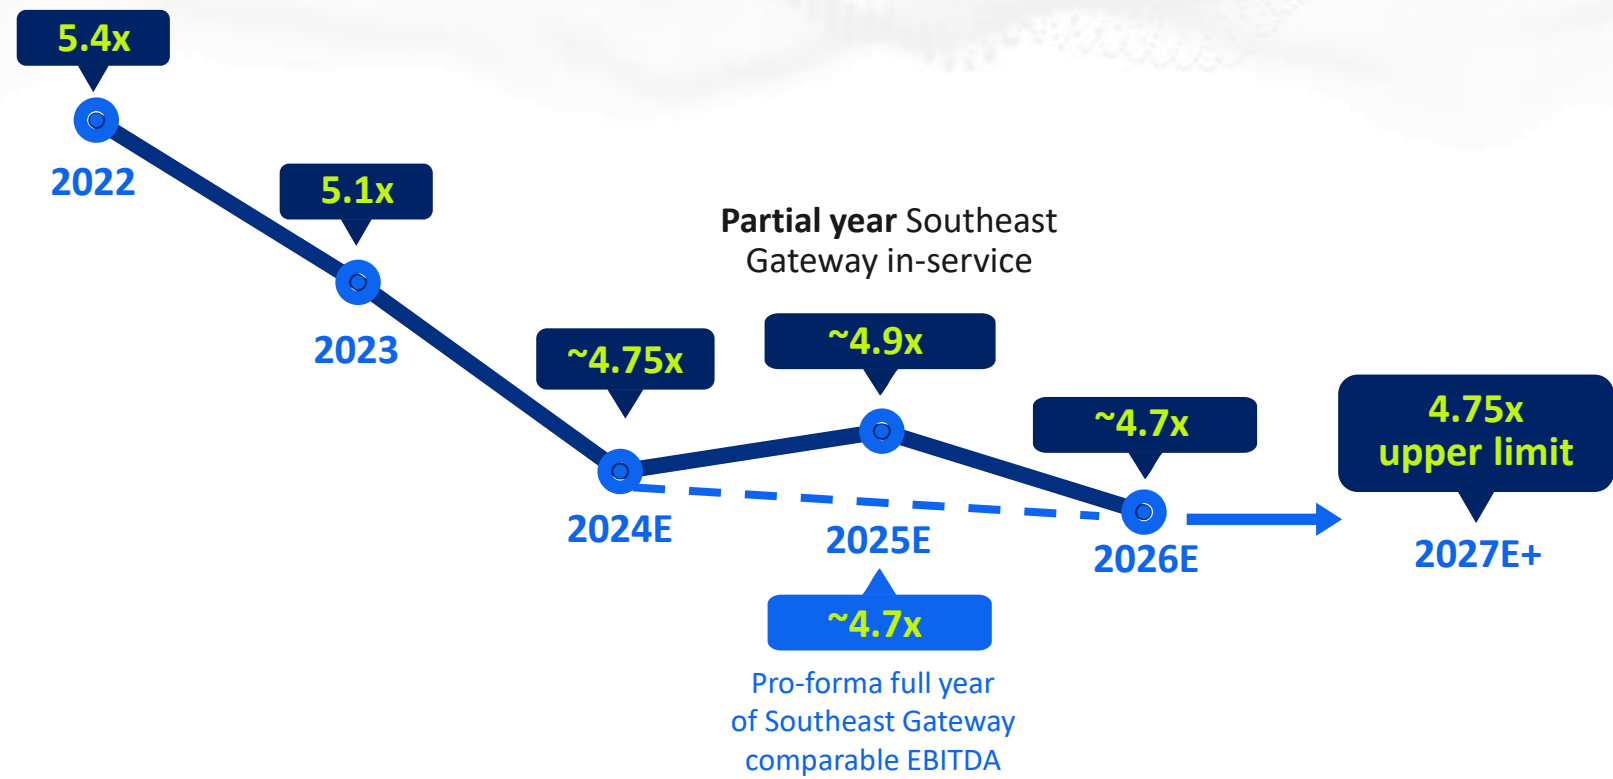 5.4x
2022
5.1x
2023
Partial year Southeast
Gateway in-service
~4.75x
2024E
~4.9x
2025E
~4.7x
Pro-forma full year
of Southeast Gateway
comparable EBITDA
~4.7x
2026E
4.75x
upper limit
2027E+